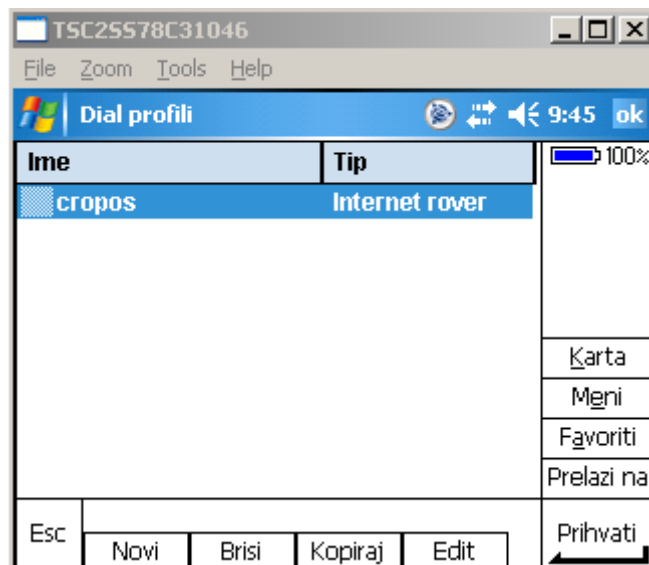 TSC2SS78C31046
File Zoom Tools Help
Dial profili 9:45 ok
Ime Tip 100%
cropos Internet rover
Karta
Meni
Favoriti
Prelazi na
Esc Novi Brisi Kopiraj Edit Prihvati